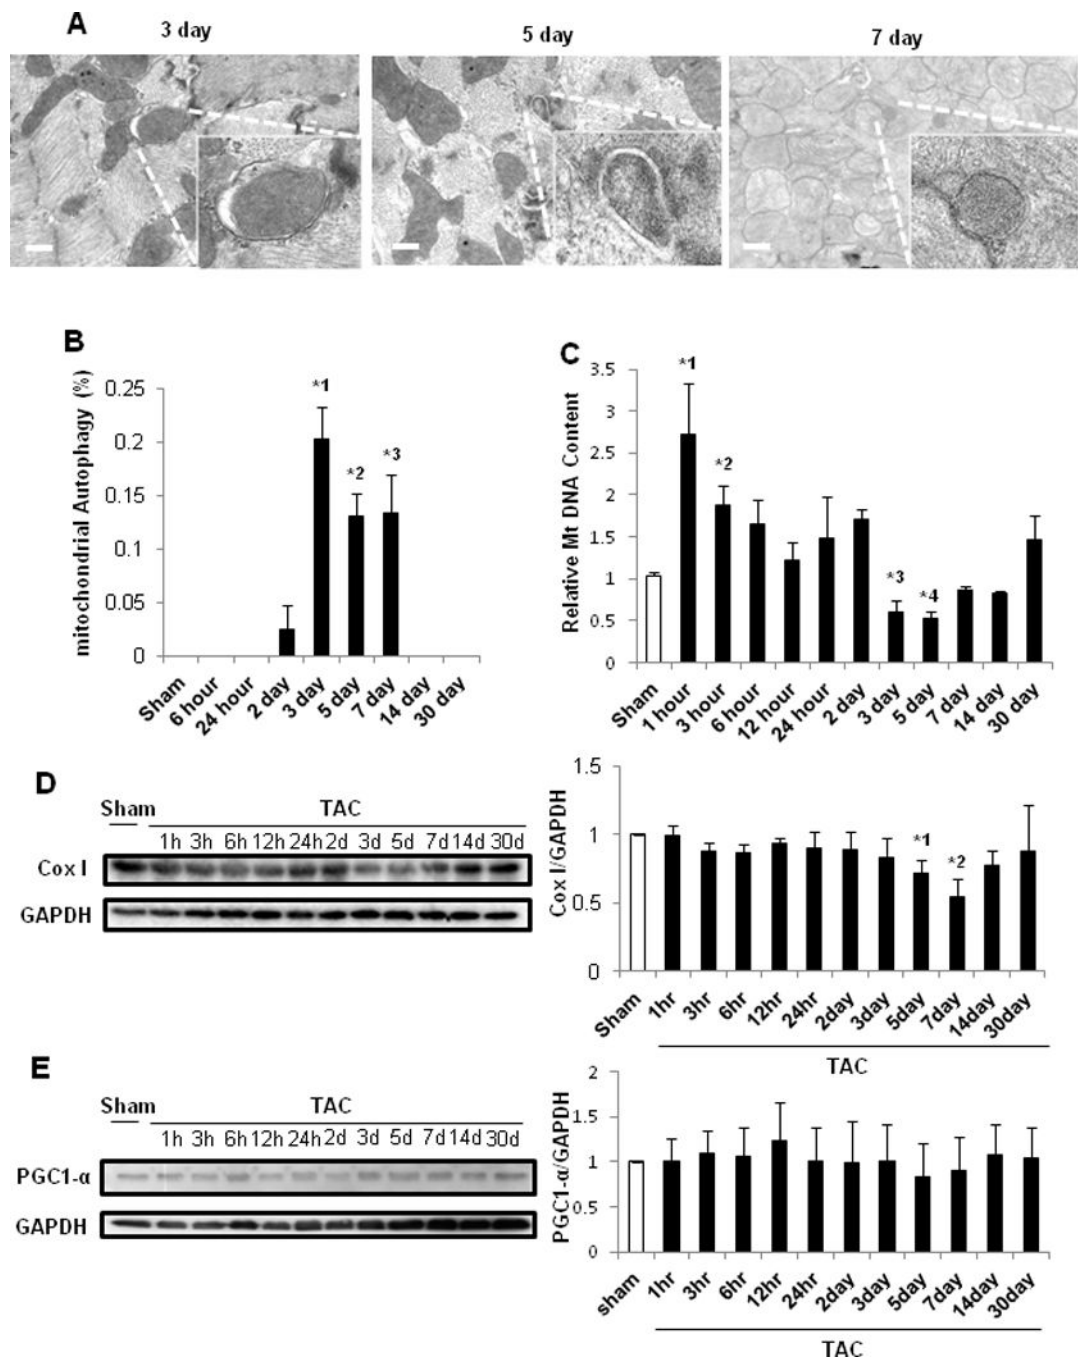 A
3 day
5 day
7 day
B
mitochondrial Autophagy (%)
0.25
0.2
0.15
0.1
0.05
0
*1
*2
*3
Sham
6 hour
24 hour
2 day
3 day
5 day
7 day
14 day
30 day
C
Relative Mt DNA Content
3.5
3
2.5
2
1.5
1
0.5
0
*1
*2
*3
*4
Sham
1 hour
3 hour
6 hour
12 hour
24 hour
2 day
3 day
5 day
7 day
14 day
30 day
D
Sham TAC
1h 3h 6h 12h 24h 2d 3d 5d 7d 14d 30d
Cox I
GAPDH
Cox I/GAPDH
1.5
1
0.5
0
*1
*2
Sham
1hr
3hr
6hr
12hr
24hr
2day
3day
5day
7day
14day
30day
TAC
E
Sham TAC
1h 3h 6h 12h 24h 2d 3d 5d 7d 14d 30d
PGC1-α
GAPDH
PGC1-α/GAPDH
2
1.5
1
0.5
0
sham
1hr
3hr
6hr
12hr
24hr
2day
3day
5day
7day
14day
30day
TAC